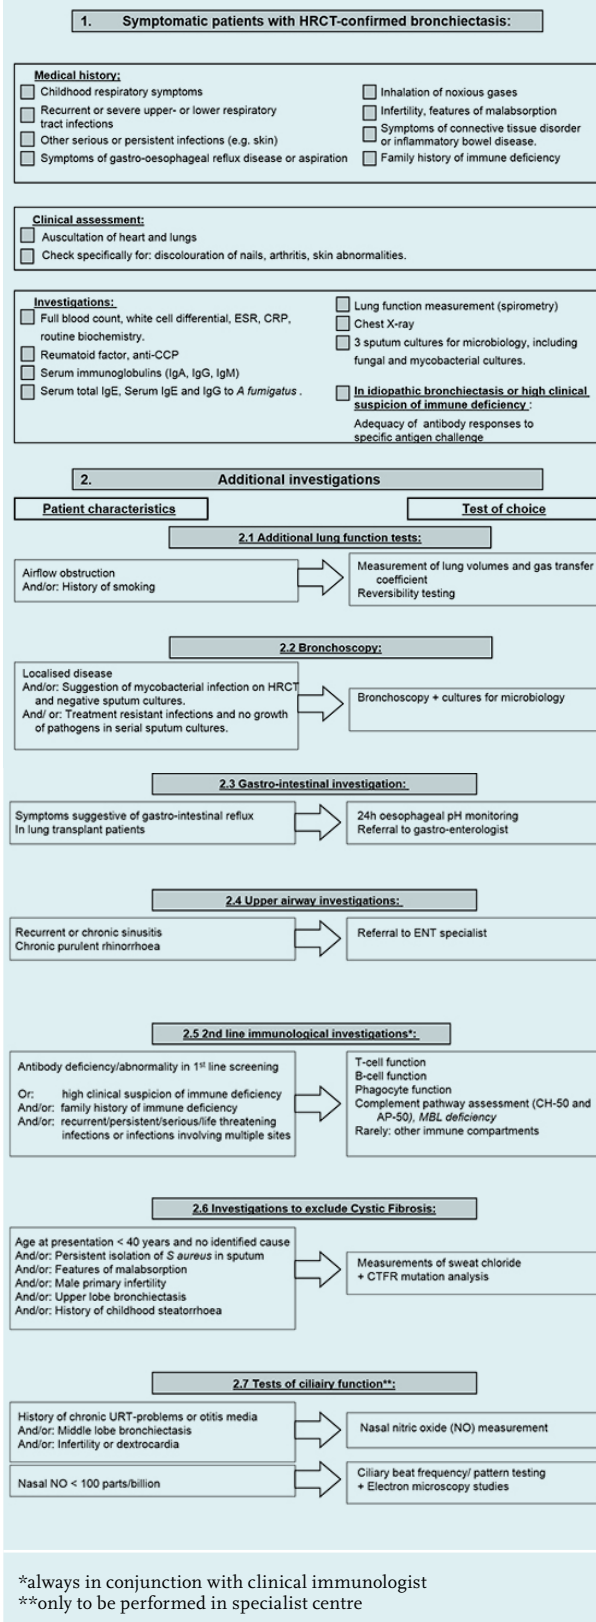 1. Symptomatic patients with HRCT-confirmed bronchiectasis:
Medical history;
Childhood respiratory symptoms
Recurrent or severe upper- or lower respiratory
tract infections
Other serious or persistent infections (e.g. skin)
Symptoms of gastro-oesophageal reflux disease or aspiration
Inhalation of noxious gases
Infertility, features of malabsorption
Symptoms of connective tissue disorder
or inflammatory bowel disease.
Family history of immune deficiency
Clinical assessment:
Auscultation of heart and lungs
Check specifically for: discolouration of nails, arthritis, skin abnormalities.
Investigations:
Full blood count, white cell differential, ESR, CRP,
routine biochemistry.
Reumatoid factor, anti-CCP
Serum immunoglobulins (IgA, IgG, IgM)
Serum total IgE, Serum IgE and IgG to A fumigatus .
Lung function measurement (spirometry)
Chest X-ray
3 sputum cultures for microbiology, including
fungal and mycobacterial cultures.
In idiopathic bronchiectasis or high clinical
suspicion of immune deficiency :
Adequacy of antibody responses to
specific antigen challenge
2. Additional investigations
Patient characteristics
Test of choice
2.1 Additional lung function tests:
Airflow obstruction
And/or: History of smoking
Measurement of lung volumes and gas transfer
coefficient
Reversibility testing
2.2 Bronchoscopy:
Localised disease
And/or: Suggestion of mycobacterial infection on HRCT
and negative sputum cultures.
And/ or: Treatment resistant infections and no growth
of pathogens in serial sputum cultures.
Bronchoscopy + cultures for microbiology
2.3 Gastro-intestinal investigation:
Symptoms suggestive of gastro-intestinal reflux
In lung transplant patients
24h oesophageal pH monitoring
Referral to gastro-enterologist
2.4 Upper airway investigations:
Recurrent or chronic sinusitis
Chronic purulent rhinorrhoea
Referral to ENT specialist
2.5 2nd line immunological investigations*:
Antibody deficiency/abnormality in 1st line screening
Or: high clinical suspicion of immune deficiency
And/or: family history of immune deficiency
And/or: recurrent/persistent/serious/life threatening
infections or infections involving multiple sites
T-cell function
B-cell function
Phagocyte function
Complement pathway assessment (CH-50 and
AP-50), MBL deficiency
Rarely: other immune compartments
2.6 Investigations to exclude Cystic Fibrosis:
Age at presentation < 40 years and no identified cause
And/or: Persistent isolation of S aureus in sputum
And/or: Features of malabsorption
And/or: Male primary infertility
And/or: Upper lobe bronchiectasis
And/or: History of childhood steatorrhoea
Measurements of sweat chloride
+ CTFR mutation analysis
2.7 Tests of ciliairy function**:
History of chronic URT-problems or otitis media
And/or: Middle lobe bronchiectasis
And/or: Infertility or dextrocardia
Nasal nitric oxide (NO) measurement
Nasal NO < 100 parts/billion
Ciliary beat frequency/ pattern testing
+ Electron microscopy studies
*always in conjunction with clinical immunologist
**only to be performed in specialist centre